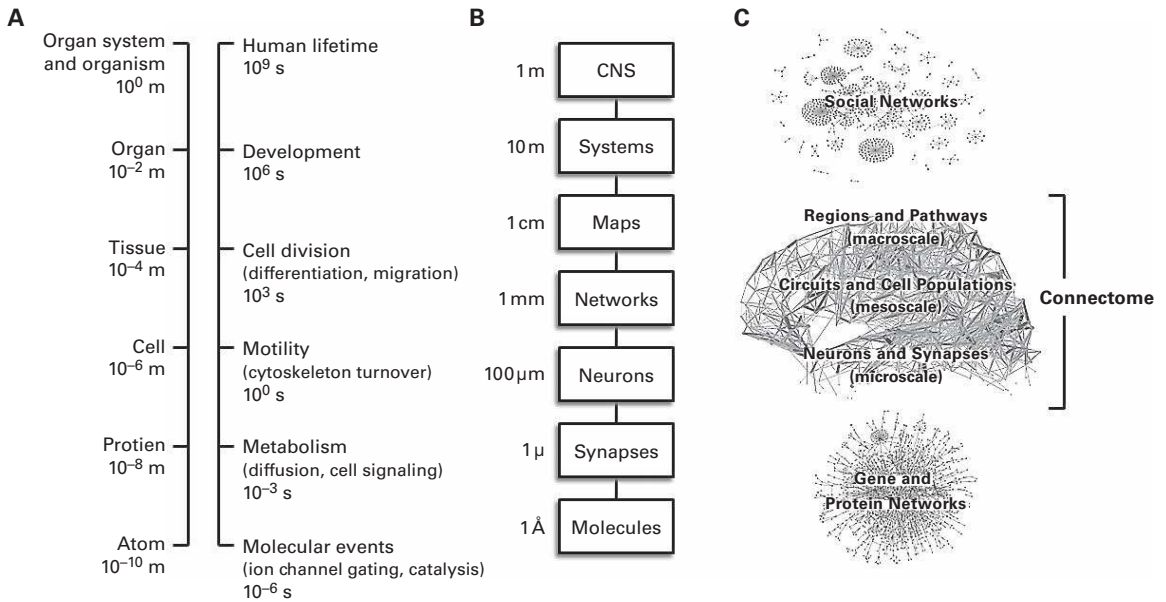 A
Organ system
and organism
10⁰ m
Organ
10⁻² m
Tissue
10⁻⁴ m
Cell
10⁻⁶ m
Protien
10⁻⁸ m
Atom
10⁻¹⁰ m
Human lifetime
10⁹ s
Development
10⁶ s
Cell division
(differentiation, migration)
10³ s
Motility
(cytoskeleton turnover)
10⁰ s
Metabolism
(diffusion, cell signaling)
10⁻³ s
Molecular events
(ion channel gating, catalysis)
10⁻⁶ s
B
1 m CNS
10 m Systems
1 cm Maps
1 mm Networks
100 μm Neurons
1 μ Synapses
1 Å Molecules
C
Social Networks
Regions and Pathways
(macroscale)
Circuits and Cell Populations
(mesoscale)
Neurons and Synapses
(microscale)
Connectome
Gene and
Protein Networks